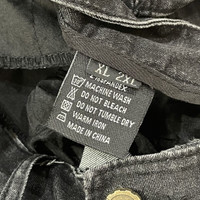 XL 2XL
MACHINE WASH
DO NOT BLEACH
DO NOT TUMBLE DRY
WARM IRON
MADE IN CHINA